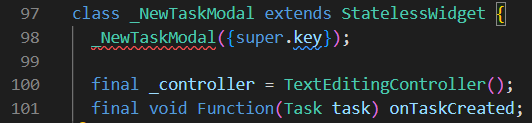 97 class _NewTaskModal extends StatelessWidget {
98 _NewTaskModal({super.key});
99
100 final _controller = TextEditingController();
101 final void Function(Task task) onTaskCreated;